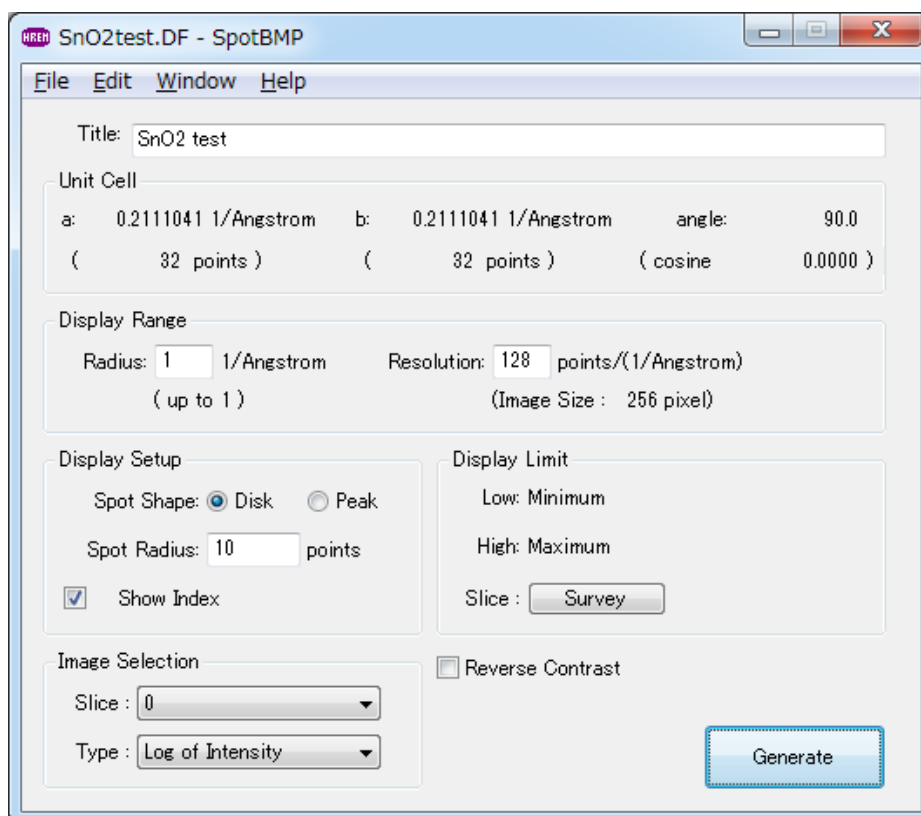 HREM SnO2test.DF - SpotBMP
File Edit Window Help
Title: SnO2 test
Unit Cell
a: 0.2111041 1/Angstrom b: 0.2111041 1/Angstrom angle: 90.0
( 32 points ) ( 32 points ) ( cosine 0.0000 )
Display Range
Radius: 1 1/Angstrom Resolution: 128 points/(1/Angstrom)
( up to 1 ) (Image Size : 256 pixel)
Display Setup
Spot Shape: Disk Peak
Spot Radius: 10 points
Show Index
Display Limit
Low: Minimum
High: Maximum
Slice : Survey
Image Selection
Slice : 0
Type : Log of Intensity
Reverse Contrast
Generate